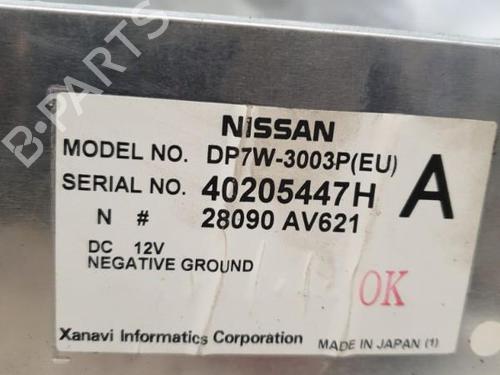 B-PARTS
NISSAN
MODEL NO. DP7W-3003P(EU)
SERIAL NO. 40205447H A
N # 28090 AV621
DC 12V
NEGATIVE GROUND
OK
Xanavi Informatics Corporation MADE IN JAPAN (1)